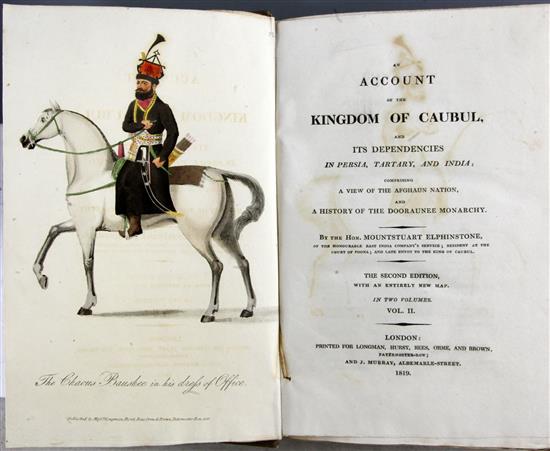 The Chaous Baushee in his dress of Office.
AN
ACCOUNT
OF THE
KINGDOM OF CAUBUL,
AND
ITS DEPENDENCIES
IN PERSIA, TARTARY, AND INDIA;
COMPRISING
A VIEW OF THE AFGHAUN NATION,
AND
A HISTORY OF THE DOORAUNEE MONARCHY.
BY THE HON. MOUNTSTUART ELPHINSTONE,
OF THE HONOURABLE EAST INDIA COMPANY'S SERVICE; RESIDENT AT THE
COURT OF POONA; AND LATE ENVOY TO THE KING OF CAUBUL.
THE SECOND EDITION,
WITH AN ENTIRELY NEW MAP.
IN TWO VOLUMES.
VOL. II.
LONDON:
PRINTED FOR LONGMAN, HURST, REES, ORME, AND BROWN,
PATERNOSTER-ROW;
AND J. MURRAY, ALBEMARLE-STREET.
1819.